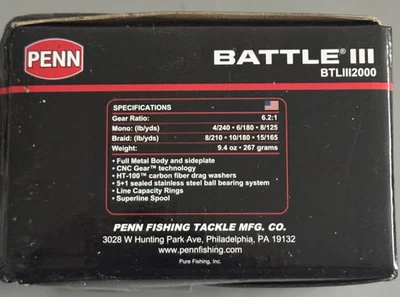 PENN
BATTLE® III
BTLIII2000
SPECIFICATIONS
Gear Ratio: 6.2:1
Mono: (lb/yds) 4/240 • 6/180 • 8/125
Braid: (lb/yds) 8/210 • 10/180 • 15/165
Weight: 9.4 oz • 267 grams
• Full Metal Body and sideplate
• CNC Gear™ technology
• HT-100™ carbon fiber drag washers
• 5+1 sealed stainless steel ball bearing system
• Line Capacity Rings
• Superline Spool
PENN FISHING TACKLE MFG. CO.
3028 W Hunting Park Ave, Philadelphia, PA 19132
www.pennfishing.com
Pure Fishing, Inc.